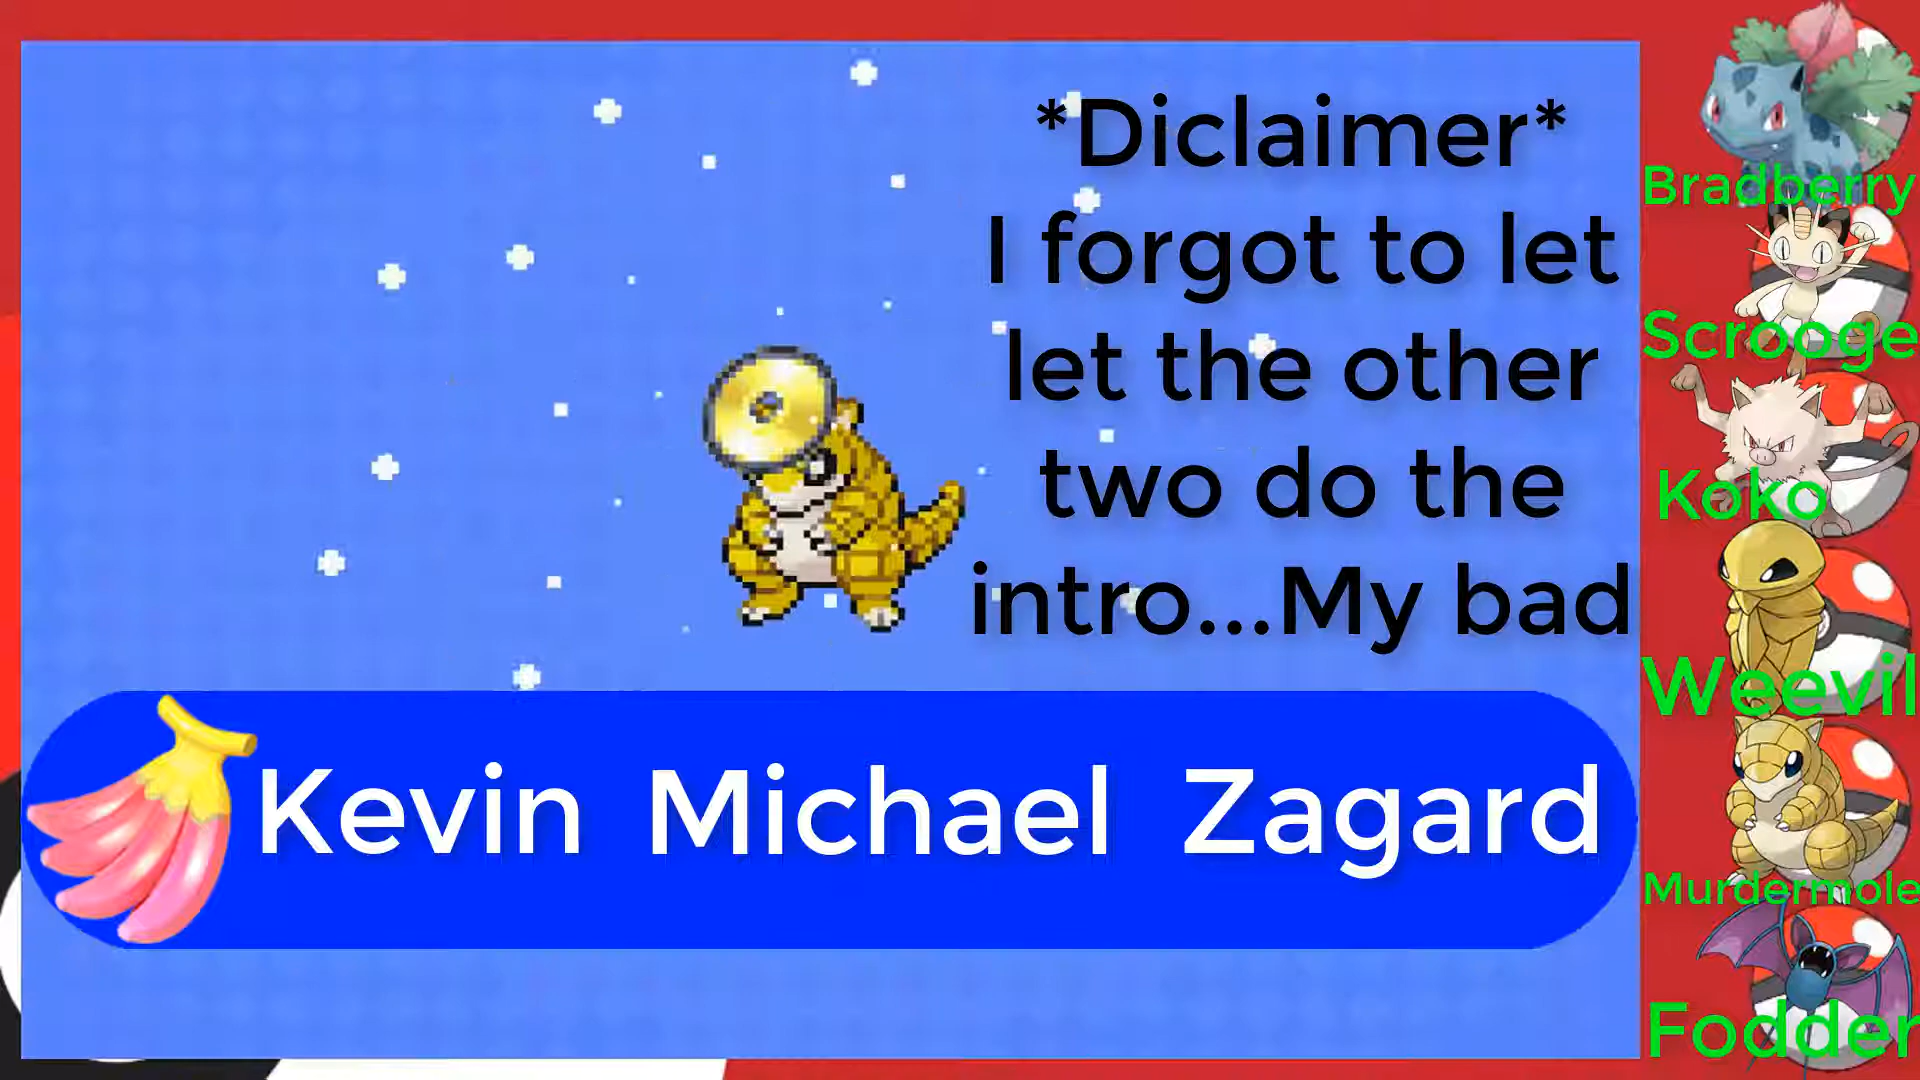 *Diclaimer*
I forgot to let
let the other
two do the
intro...My bad
Kevin Michael Zagard
Bradberry
Scrooge
Koko
Weevil
Murdermole
Fodder